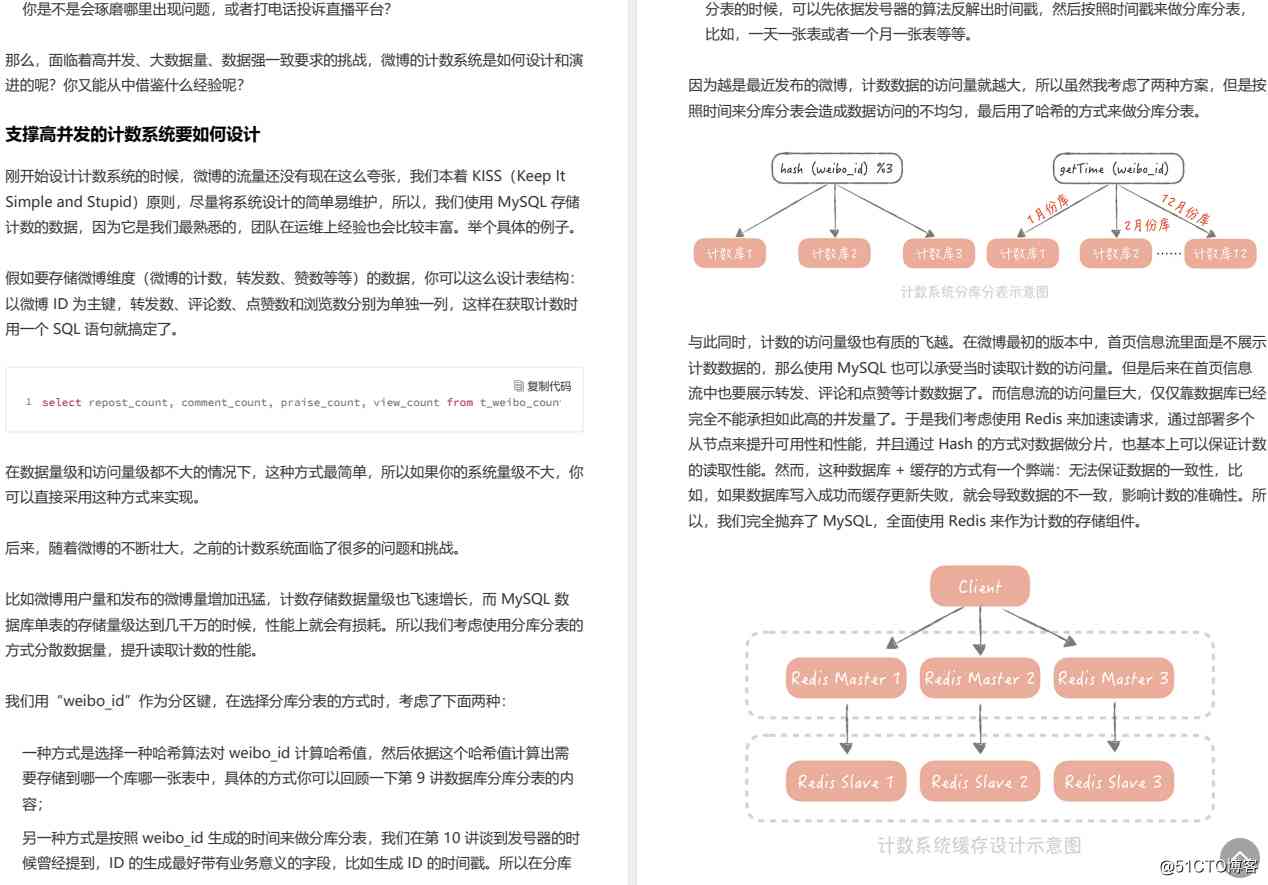 你是不是会琢磨哪里出现问题，或者打电话投诉直播平台？
那么，面临着高并发、大数据量、数据强一致要求的挑战，微博的计数系统是如何设计和演
进的呢？你又能从中借鉴什么经验呢？
支撑高并发的计数系统要如何设计
刚开始设计计数系统的时候，微博的流量还没有现在这么夸张，我们本着 KISS（Keep It
Simple and Stupid）原则，尽量将系统设计的简单易维护，所以，我们使用 MySQL 存储
计数的数据，因为它是我们最熟悉的，团队在运维上经验也会比较丰富。举个具体的例子。
假如要存储微博维度（微博的计数，转发数、赞数等等）的数据，你可以这么设计表结构：
以微博 ID 为主键，转发数、评论数、点赞数和浏览数分别为单独一列，这样在获取计数时
用一个 SQL 语句就搞定了。
复制代码
1 select repost_count, comment_count, praise_count, view_count from t_weibo_coun
在数据量级和访问量级都不大的情况下，这种方式最简单，所以如果你的系统量级不大，你
可以直接采用这种方式来实现。
后来，随着微博的不断壮大，之前的计数系统面临了很多的问题和挑战。
比如微博用户量和发布的微博量增加迅猛，计数存储数据量级也飞速增长，而 MySQL 数
据库单表的存储量级达到几千万的时候，性能上就会有损耗。所以我们考虑使用分库分表的
方式分散数据量，提升读取计数的性能。
我们用“weibo_id”作为分区键，在选择分库分表的方式时，考虑了下面两种：
一种方式是选择一种哈希算法对 weibo_id 计算哈希值，然后依据这个哈希值计算出需
要存储到哪一个库哪一张表中，具体的方式你可以回顾一下第 9 讲数据库分库分表的内
容；
另一种方式是按照 weibo_id 生成的时间来做分库分表，我们在第 10 讲谈到发号器的时
候曾经提到，ID 的生成最好带有业务意义的字段，比如生成 ID 的时间戳。所以在分库
分表的时候，可以先依据发号器的算法反解出时间戳，然后按照时间戳来做分库分表，
比如，一天一张表或者一个月一张表等等。
因为越是最近发布的微博，计数数据的访问量就越大，所以虽然我考虑了两种方案，但是按
照时间来分库分表会造成数据访问的不均匀，最后用了哈希的方式来做分库分表。
hash (weibo_id) %3
getTime (weibo_id)
1月份库
2月份库
12月份库
计数库1
计数库2
计数库3
计数库1
计数库2
……
计数库12
计数系统分库分表示意图
与此同时，计数的访问量级也有质的飞越。在微博最初的版本中，首页信息流里面是不展示
计数数据的，那么使用 MySQL 也可以承受当时读取计数的访问量。但是后来在首页信息
流中也要展示转发、评论和点赞等计数数据了。而信息流的访问量巨大，仅仅靠数据库已经
完全不能承担如此高的并发量了。于是我们考虑使用 Redis 来加速读请求，通过部署多个
从节点来提升可用性和性能，并且通过 Hash 的方式对数据做分片，也基本上可以保证计数
的读取性能。然而，这种数据库 + 缓存的方式有一个弊端：无法保证数据的一致性，比
如，如果数据库写入成功而缓存更新失败，就会导致数据的不一致，影响计数的准确性。所
以，我们完全抛弃了 MySQL，全面使用 Redis 来作为计数的存储组件。
Client
Redis Master 1
Redis Master 2
Redis Master 3
Redis Slave 1
Redis Slave 2
Redis Slave 3
计数系统缓存设计示意图
@51CTO博客